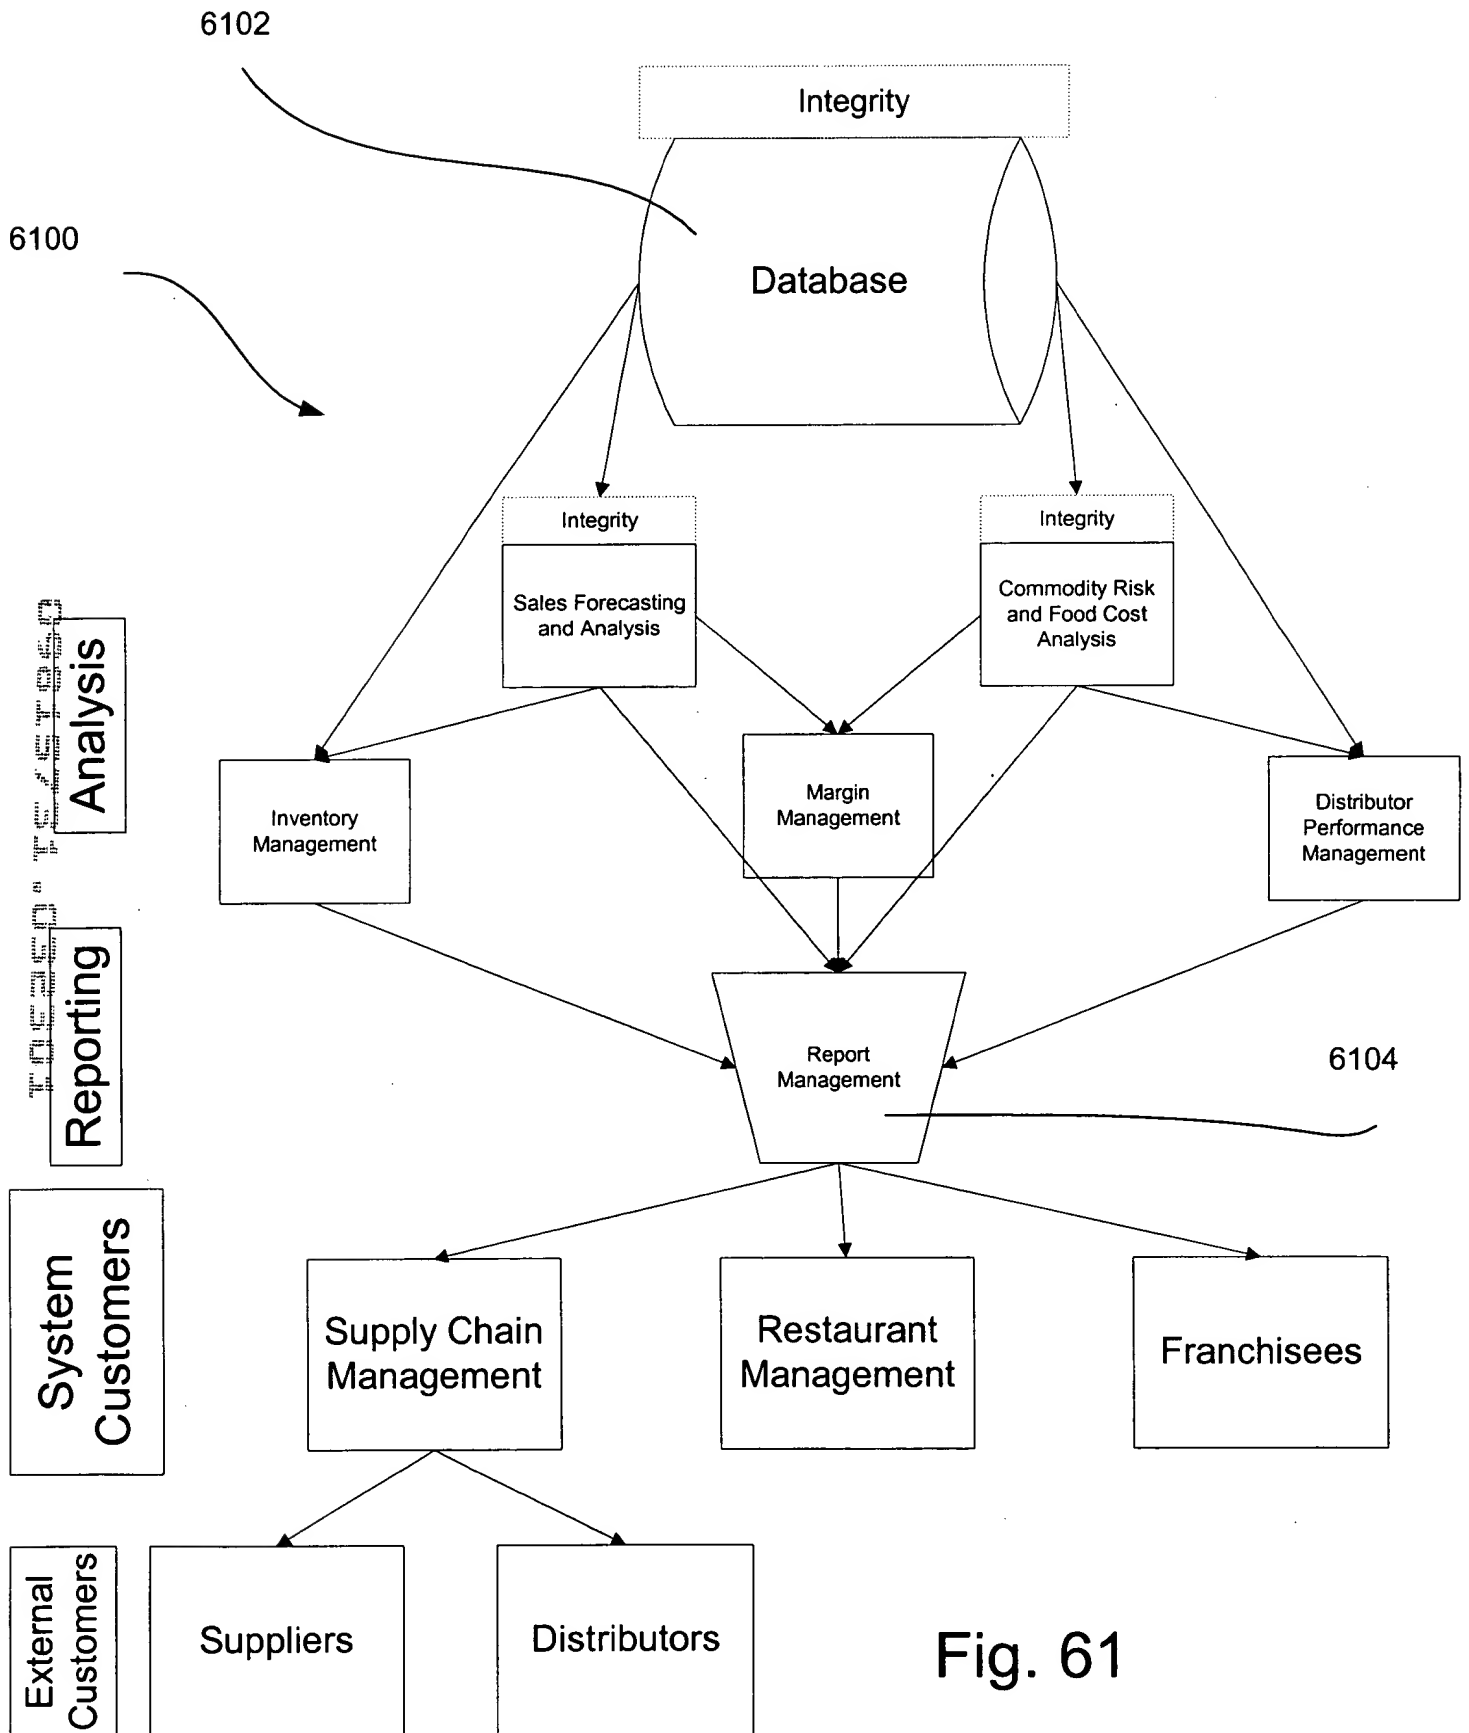 6102
Integrity
6100
Database
Integrity
Integrity
Sales Forecasting
and Analysis
Commodity Risk
and Food Cost
Analysis
Analysis
Inventory
Management
Margin
Management
Distributor
Performance
Management
Reporting
Report
Management
6104
System
Customers
Supply Chain
Management
Restaurant
Management
Franchisees
External
Customers
Suppliers
Distributors
Fig. 61